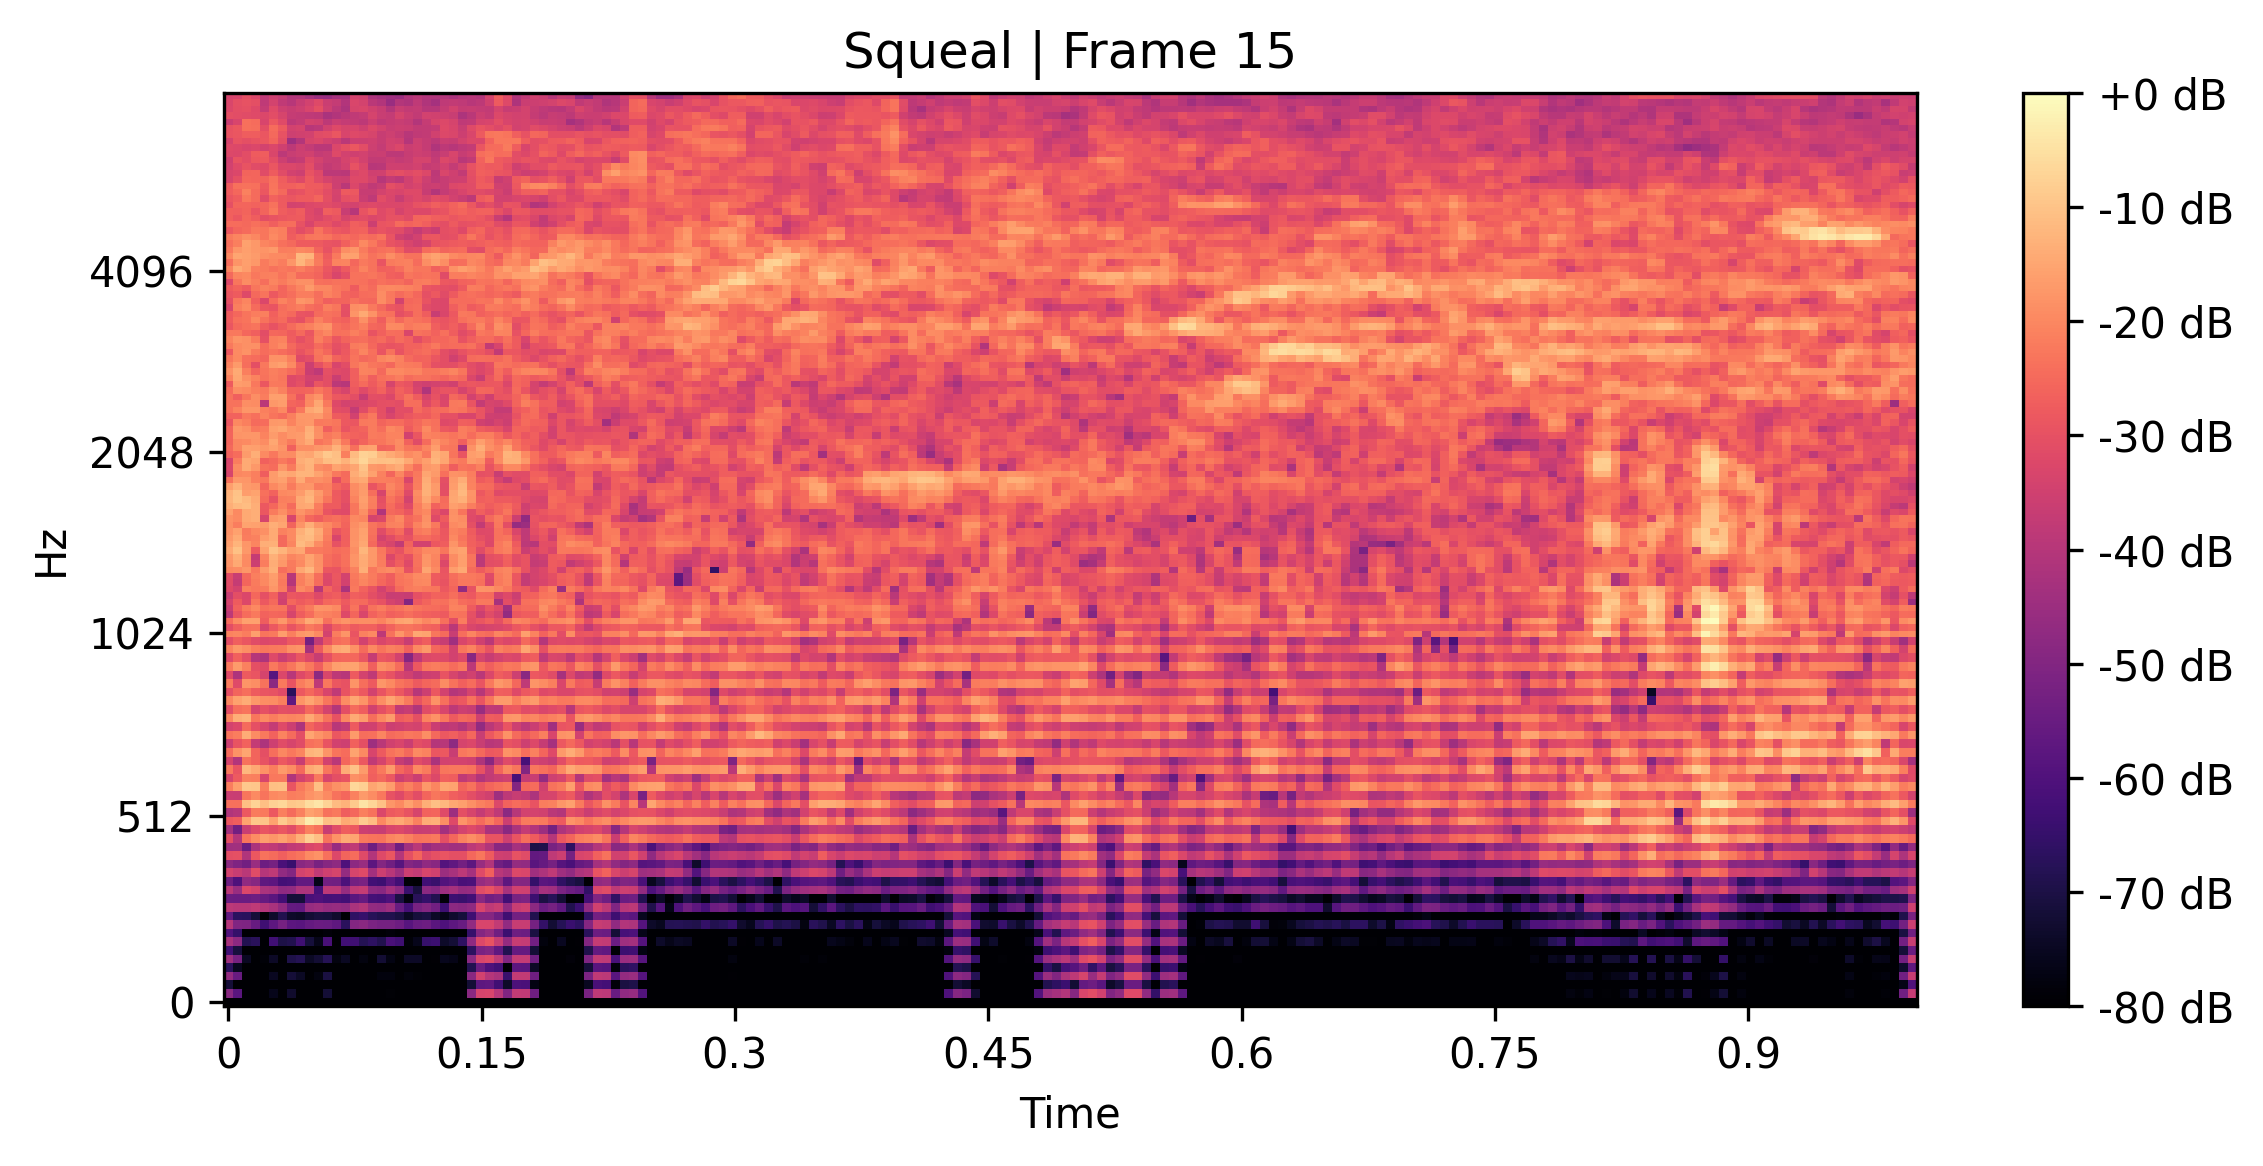 Squeal | Frame 15
+0 dB
-10 dB
-20 dB
-30 dB
-40 dB
-50 dB
-60 dB
-70 dB
-80 dB
4096
2048
1024
512
0
Hz
0 0.15 0.3 0.45 0.6 0.75 0.9
Time